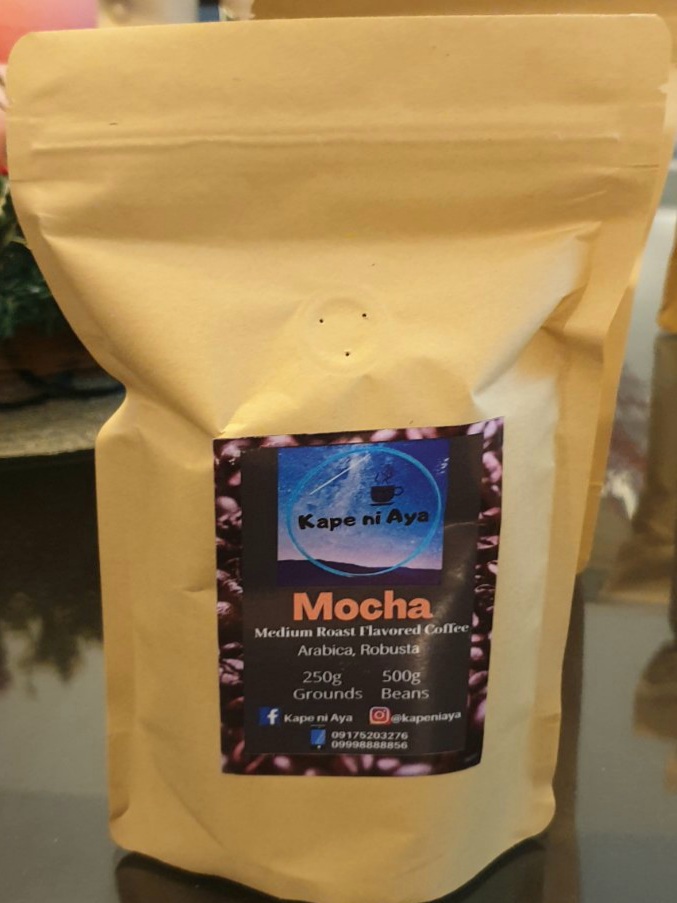 Kape ni Aya
Mocha
Medium Roast Flavored Coffee
Arabica, Robusta
250g 500g
Grounds Beans
Kape ni Aya @kapeniaya
09175203276
09998888856